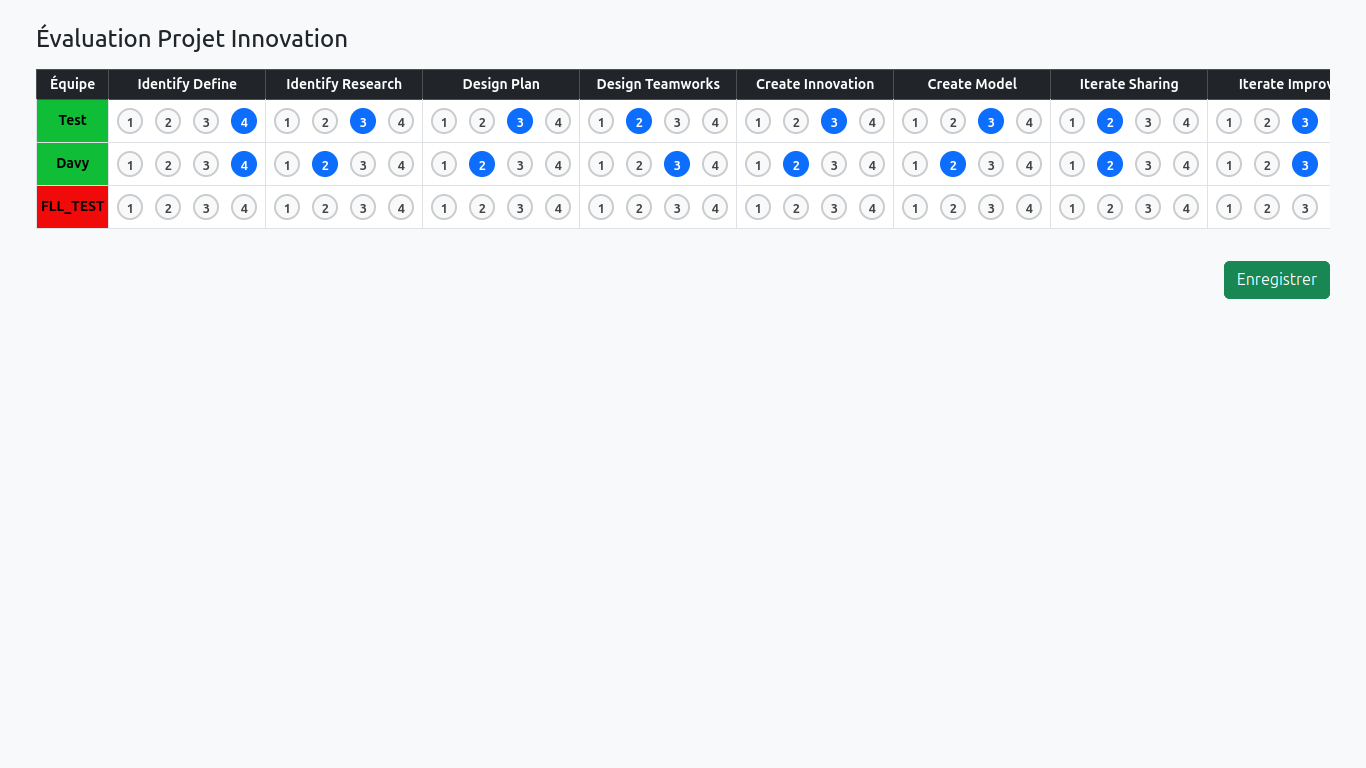 Évaluation Projet Innovation
Équipe Identify Define Identify Research Design Plan Design Teamworks Create Innovation Create Model Iterate Sharing Iterate Improv
Test 1 2 3 4 1 2 3 4 1 2 3 4 1 2 3 4 1 2 3 4 1 2 3 4 1 2 3 4 1 2 3
Davy 1 2 3 4 1 2 3 4 1 2 3 4 1 2 3 4 1 2 3 4 1 2 3 4 1 2 3 4 1 2 3
FLL_TEST 1 2 3 4 1 2 3 4 1 2 3 4 1 2 3 4 1 2 3 4 1 2 3 4 1 2 3 4 1 2 3
Enregistrer